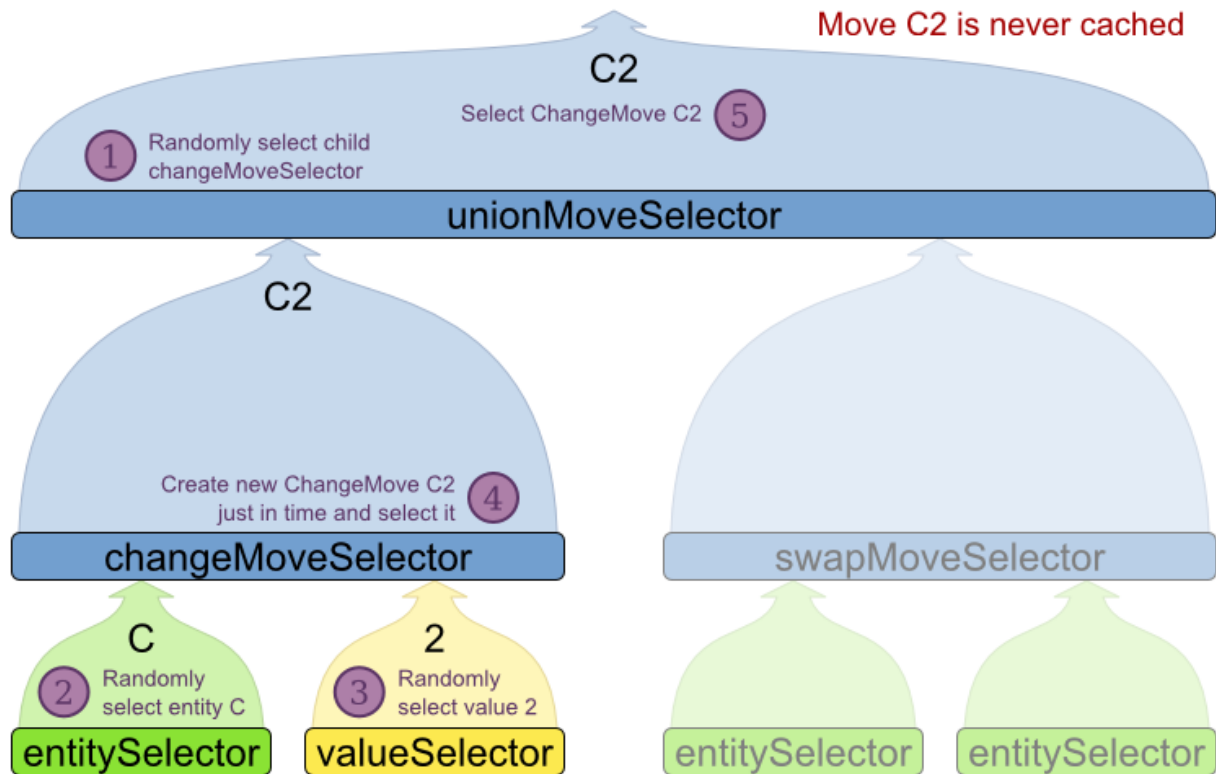 Move C2 is never cached
C2
Select ChangeMove C2
5
1
Randomly select child
changeMoveSelector
unionMoveSelector
C2
Create new ChangeMove C2
just in time and select it
4
changeMoveSelector
swapMoveSelector
C
2
2
Randomly
select entity C
3
Randomly
select value 2
entitySelector
valueSelector
entitySelector
entitySelector